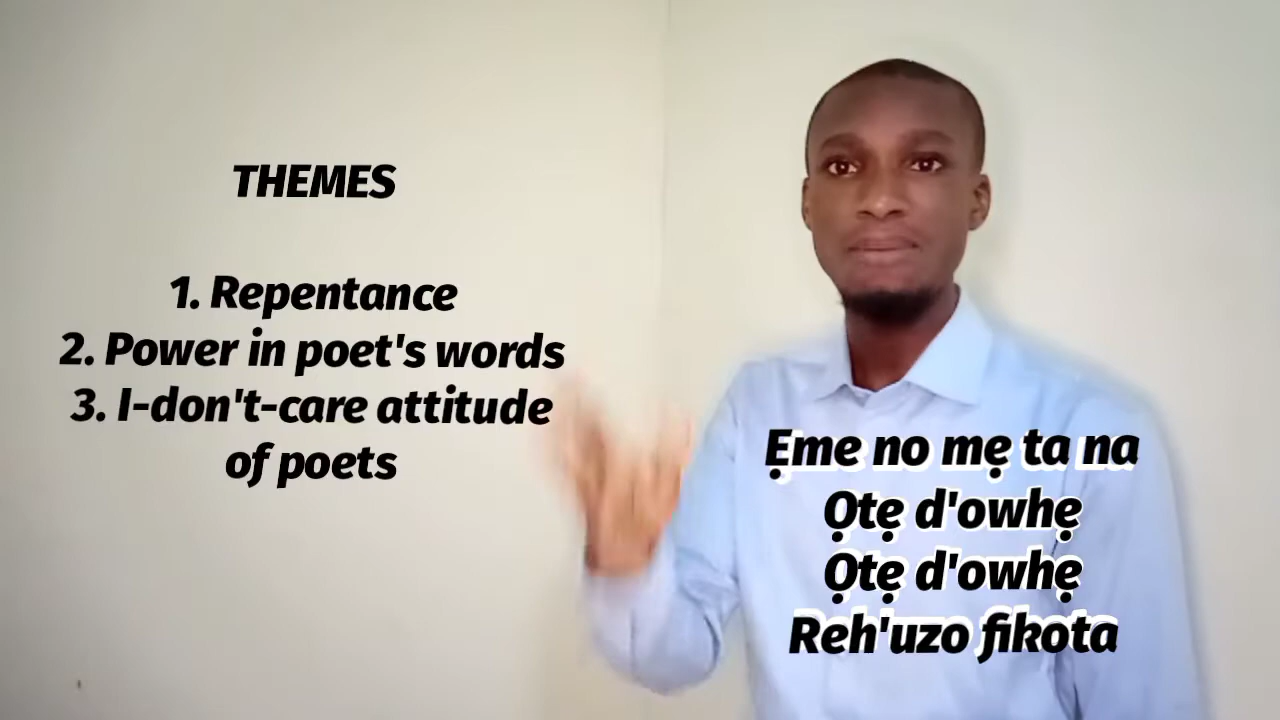 THEMES
1. Repentance
2. Power in poet's words
3. I-don't-care attitude
of poets
Ẹme no mẹ ta na
Ọtẹ d'owhẹ
Ọtẹ d'owhẹ
Reh'uzo fikota